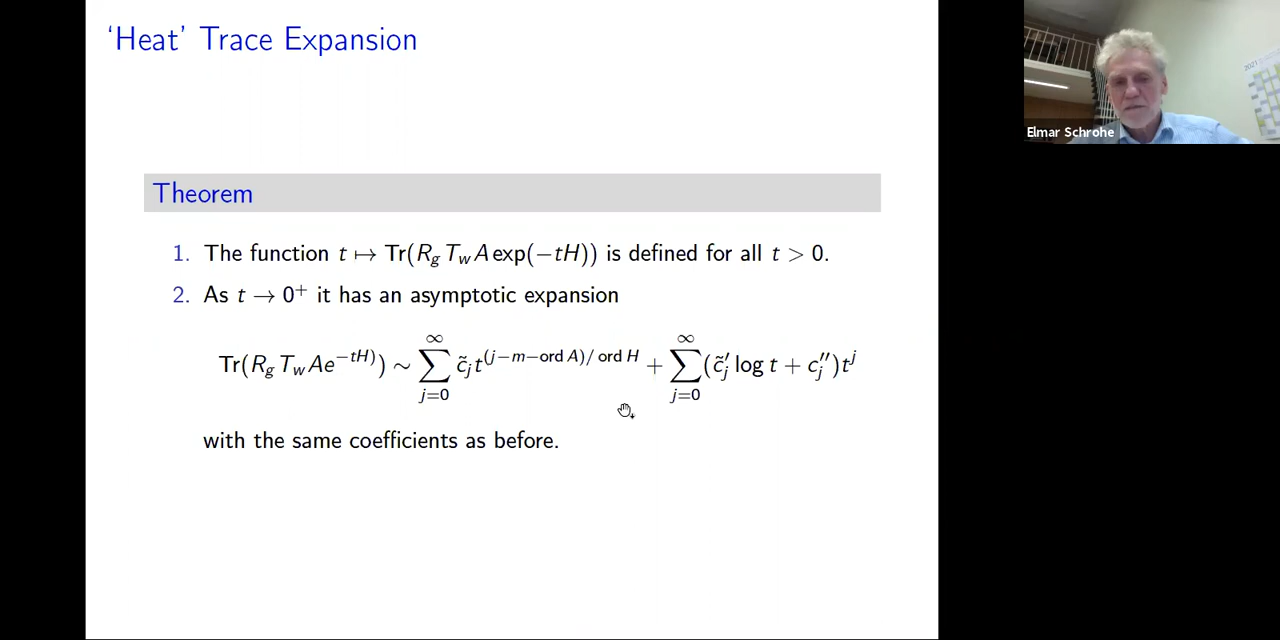 ‘Heat’ Trace Expansion
Theorem
1. The function t ↦ Tr(R_g T_w A exp(−tH)) is defined for all t > 0.
2. As t → 0⁺ it has an asymptotic expansion
Tr(R_g T_w Ae^{−tH})) ∼ ∑_{j=0}^{∞} c̃_j t^{(j−m−ord A)/ ord H} + ∑_{j=0}^{∞} (c̃′_j log t + c″_j)t^j
with the same coefficients as before.
2021
Elmar Schrohe